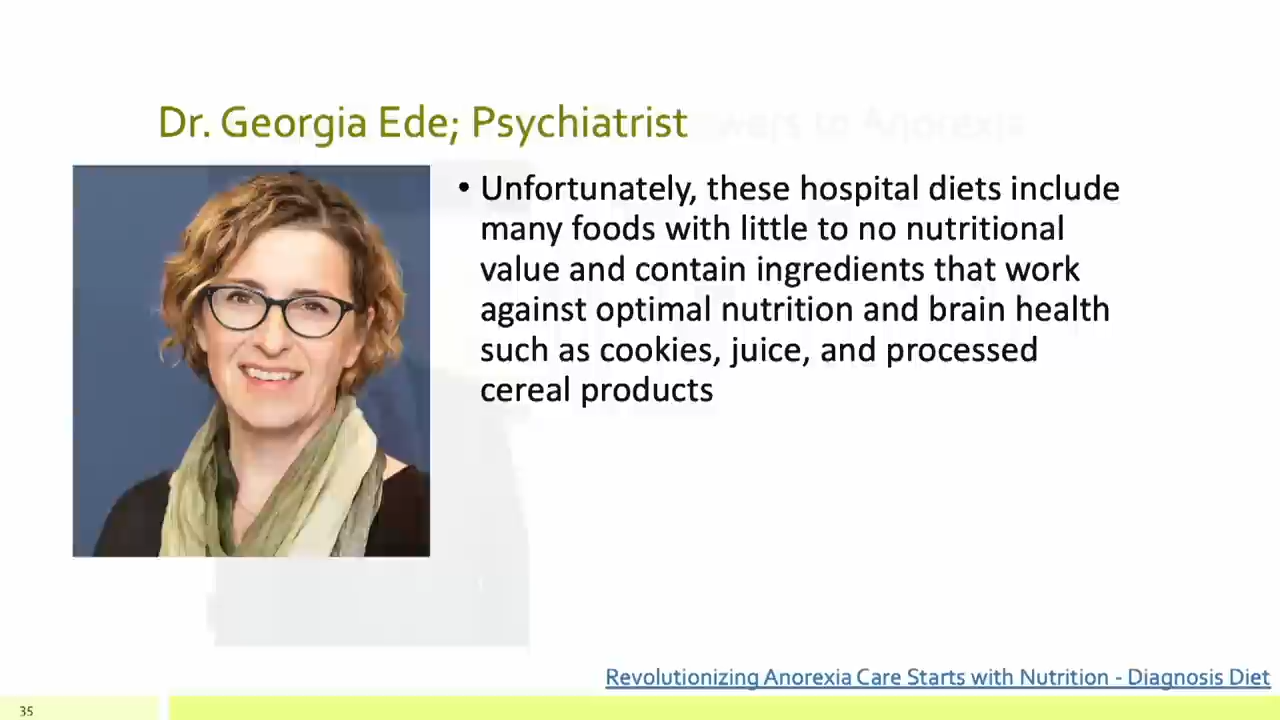 Dr. Georgia Ede; Psychiatrist
• Unfortunately, these hospital diets include
many foods with little to no nutritional
value and contain ingredients that work
against optimal nutrition and brain health
such as cookies, juice, and processed
cereal products
Revolutionizing Anorexia Care Starts with Nutrition - Diagnosis Diet
35